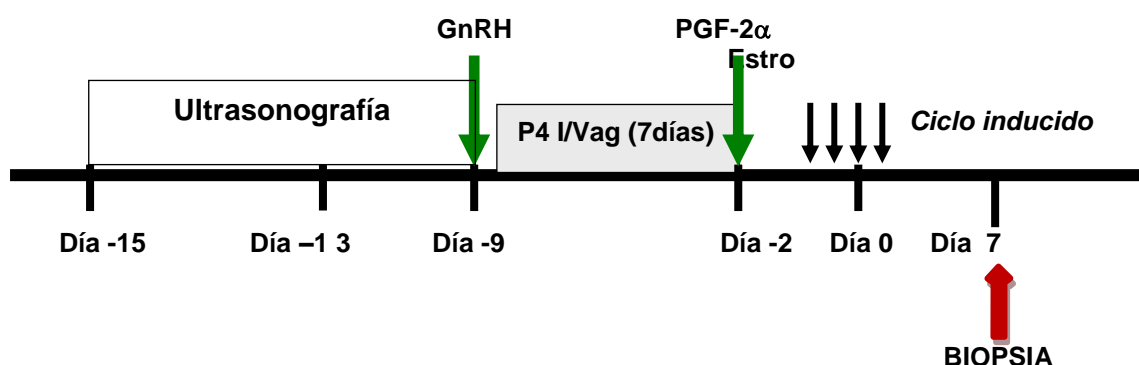 GnRH
PGF-2α
Estro
Ultrasonografía
P4 I/Vag (7días)
Ciclo inducido
Día -15
Día –1 3
Día -9
Día -2
Día 0
Día 7
BIOPSIA